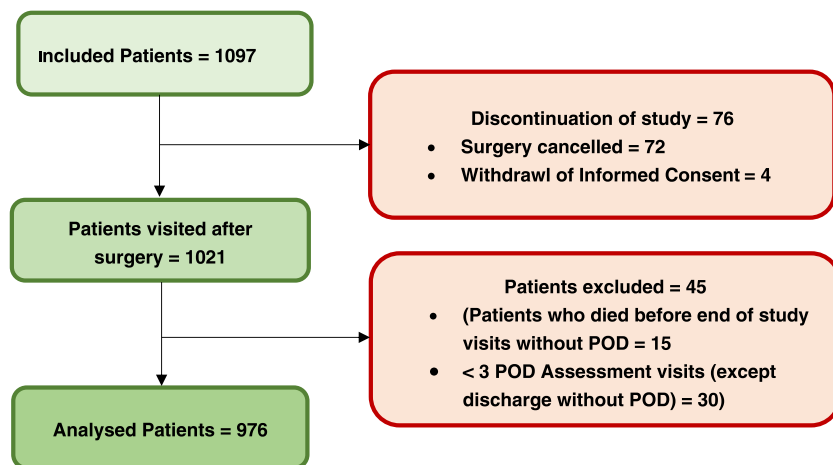 Included Patients = 1097
Discontinuation of study = 76
• Surgery cancelled = 72
• Withdrawl of Informed Consent = 4
Patients visited after
surgery = 1021
Patients excluded = 45
• (Patients who died before end of study
visits without POD = 15
• < 3 POD Assessment visits (except
discharge without POD) = 30)
Analysed Patients = 976